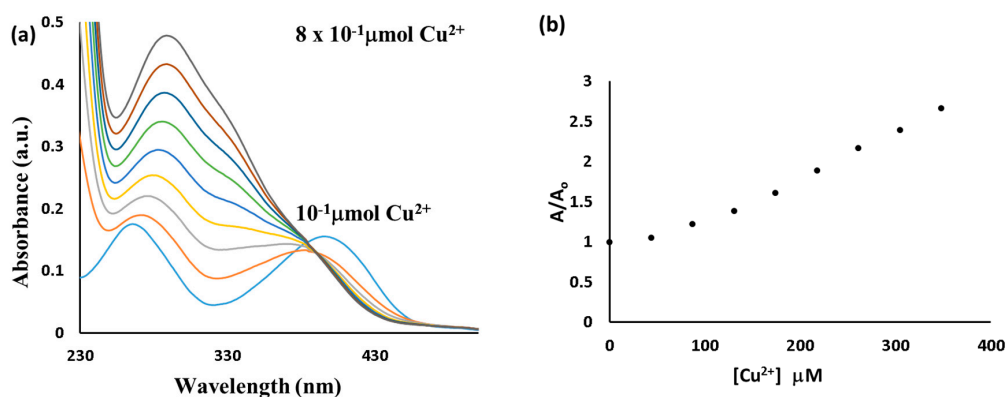 (a)
8 x 10⁻¹μmol Cu²⁺
10⁻¹μmol Cu²⁺
0.5
0.4
0.3
0.2
0.1
0
230
330
430
Absorbance (a.u.)
Wavelength (nm)
(b)
3
2.5
2
1.5
1
0.5
0
0
100
200
300
400
A/Aₒ
[Cu²⁺] μM